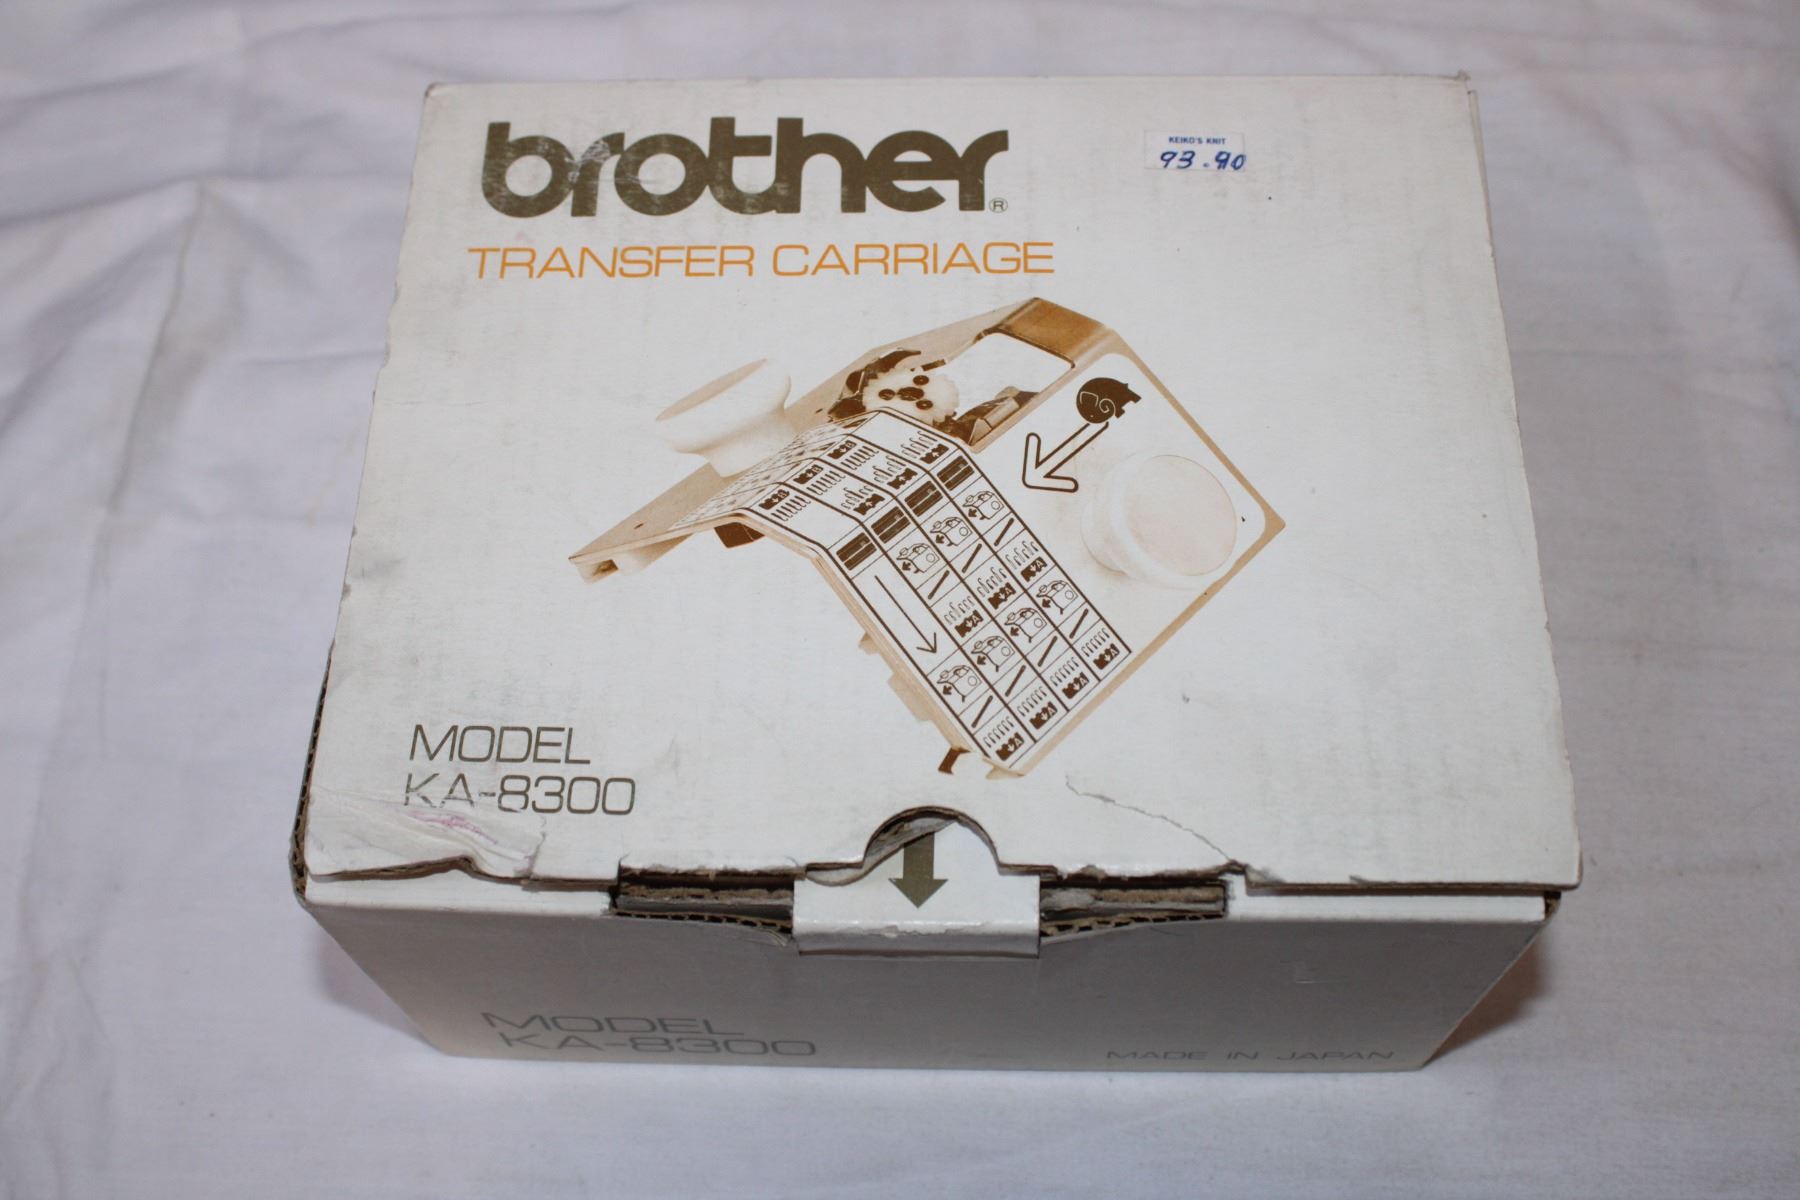 brother®
KEIKO'S KNIT
93.90
TRANSFER CARRIAGE
MODEL
KA-8300
MODEL
KA-8300
MADE IN JAPAN